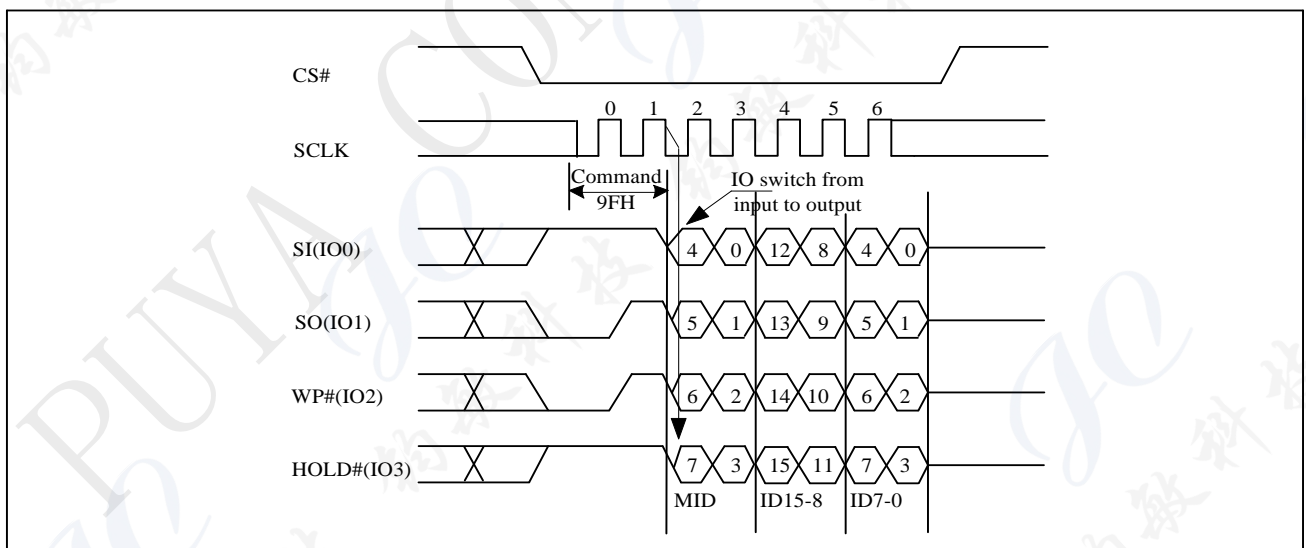 PUYA CO
CS#
0 1 2 3 4 5 6
SCLK
Command
9FH
IO switch from
input to output
SI(IO0)
4 0 12 8 4 0
SO(IO1)
5 1 13 9 5 1
WP#(IO2)
6 2 14 10 6 2
HOLD#(IO3)
7 3 15 11 7 3
MID ID15-8 ID7-0